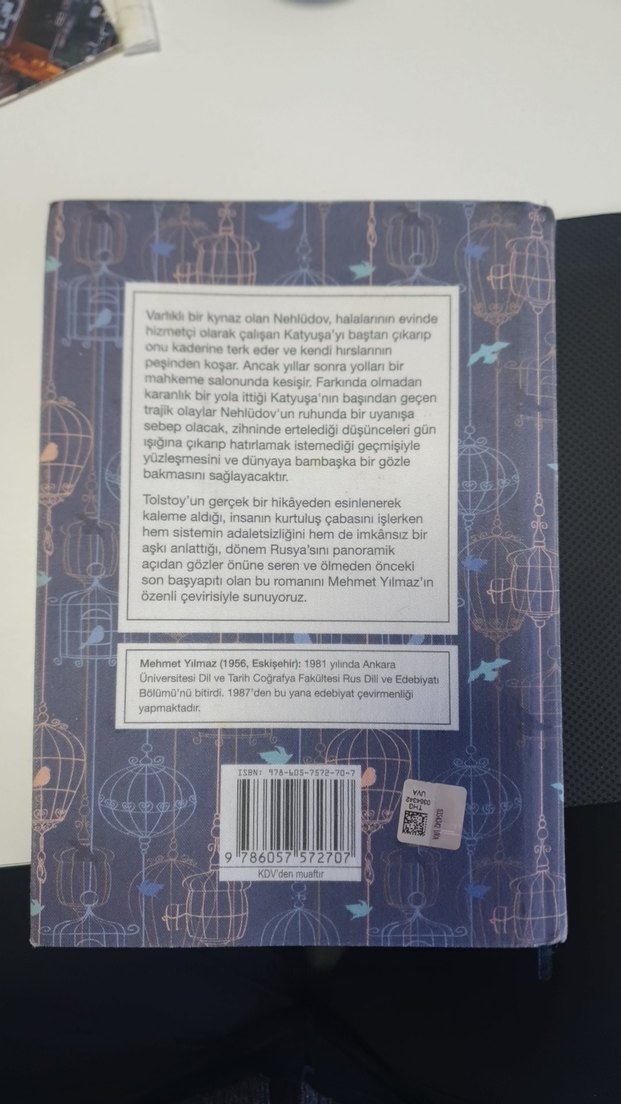 Varlıklı bir kynaz olan Nehlüdov, halalarının evinde
hizmetçi olarak çalışan Katyuşa'yı baştan çıkarıp
onu kaderine terk eder ve kendi hırslarının
peşinden koşar. Ancak yıllar sonra yolları bir
mahkeme salonunda kesişir. Farkında olmadan
karanlık bir yola ittiği Katyuşa'nın başından geçen
trajik olaylar Nehlüdov'un ruhunda bir uyanışa
sebep olacak, zihninde ertelediği düşünceleri gün
ışığına çıkarıp hatırlamak istemediği geçmişiyle
yüzleşmesini ve dünyaya bambaşka bir gözle
bakmasını sağlayacaktır.
Tolstoy'un gerçek bir hikâyeden esinlenerek
kaleme aldığı, insanın kurtuluş çabasını işlerken
hem sistemin adaletsizliğini hem de imkânsız bir
aşkı anlattığı, dönem Rusya'sını panoramik
açıdan gözler önüne seren ve ölmeden önceki
son başyapıtı olan bu romanını Mehmet Yılmaz'ın
özenli çevirisiyle sunuyoruz.
Mehmet Yılmaz (1956, Eskişehir): 1981 yılında Ankara
Üniversitesi Dil ve Tarih Coğrafya Fakültesi Rus Dili ve Edebiyatı
Bölümü'nü bitirdi. 1987'den bu yana edebiyat çevirmenliği
yapmaktadır.
ISBN: 978-605-7572-70-7
9 786057 572707
KDV'den muaftır
THG
0364342
UVA